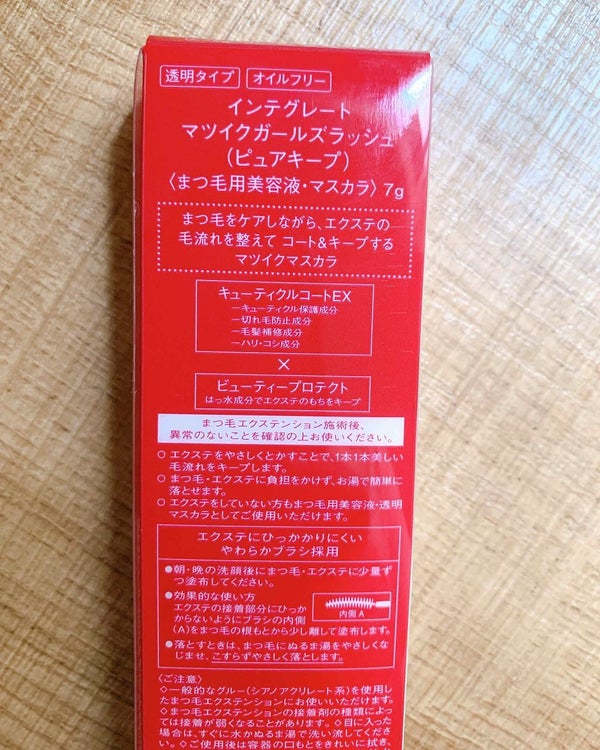 透明タイプ オイルフリー
インテグレート
マツイクガールズラッシュ
(ピュアキープ)
〈まつ毛用美容液・マスカラ〉7g
まつ毛をケアしながら、エクステの
毛流れを整えて コート&キープする
マツイクマスカラ
キューティクルコートEX
―キューティクル保護成分
―切れ毛防止成分
―毛髪補修成分
―ハリ・コシ成分
×
ビューティープロテクト
はっ水成分でエクステのもちをキープ
まつ毛エクステンション施術後、
異常のないことを確認の上お使いください。
○ エクステをやさしくとかすことで、1本1本美しい
毛流れをキープします。
○ まつ毛・エクステに負担をかけず、お湯で簡単に
落とせます。
○ エクステをしていない方もまつ毛用美容液・透明
マスカラとしてご使用いただけます。
エクステにひっかかりにくい
やわらかブラシ採用
●朝・晩の洗顔後にまつ毛・エクステに少量ず
つ塗布してください。
●効果的な使い方
エクステの接着部分にひっか
からないようにブラシの内側
(A)をまつ毛の根もとから少し離して塗布します。
内側 A
●落とすときは、まつ毛にぬるま湯をやさしくな
じませ、こすらずやさしく落とします。
〈ご注意〉
◇一般的なグルー(シアノアクリレート系)を使用し
たまつ毛エクステンションにお使いいただけます。
◇まつ毛エクステンションの接着剤の種類によっ
ては接着が弱くなることがあります。◇目に入った
場合は、すぐに水かぬるま湯で洗い流してくださ
い。◇ご使用後は容器の口もとをきれいに拭き、